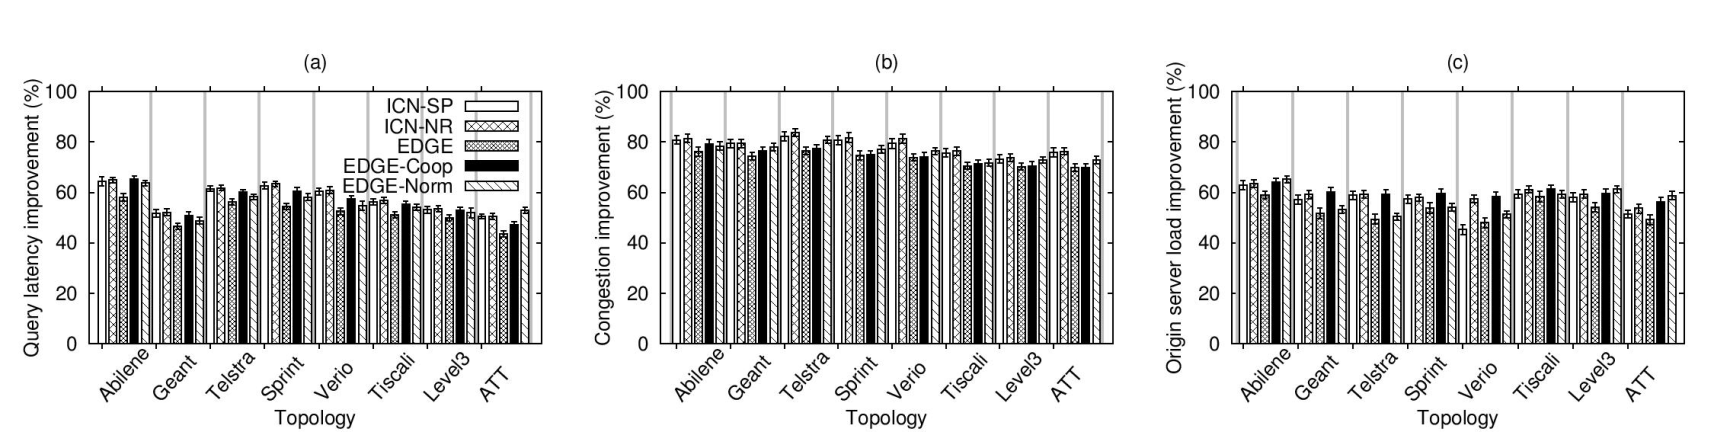 (a)
Query latency improvement (%)
100
80
60
40
20
0
ICN-SP
ICN-NR
EDGE
EDGE-Coop
EDGE-Norm
Abilene
Geant
Telstra
Sprint
Verio
Tiscali
Level3
ATT
Topology
(b)
Congestion improvement (%)
100
80
60
40
20
0
Abilene
Geant
Telstra
Sprint
Verio
Tiscali
Level3
ATT
Topology
(c)
Origin server load improvement (%)
100
80
60
40
20
0
Abilene
Geant
Telstra
Sprint
Verio
Tiscali
Level3
ATT
Topology